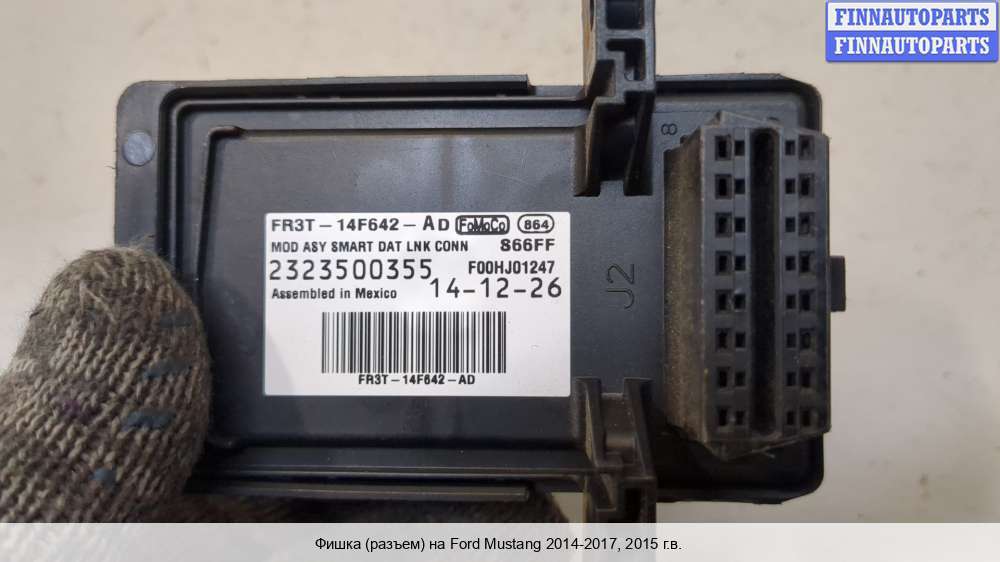 FINNAUTOPARTS
FINNAUTOPARTS
8
FR3T-14F642-AD FoMoCo 864
MOD ASY SMART DAT LNK CONN 866FF
2323500355 F00HJ01247
Assembled in Mexico 14-12-26
FR3T-14F642-AD
J2
Фишка (разъем) на Ford Mustang 2014-2017, 2015 г.в.